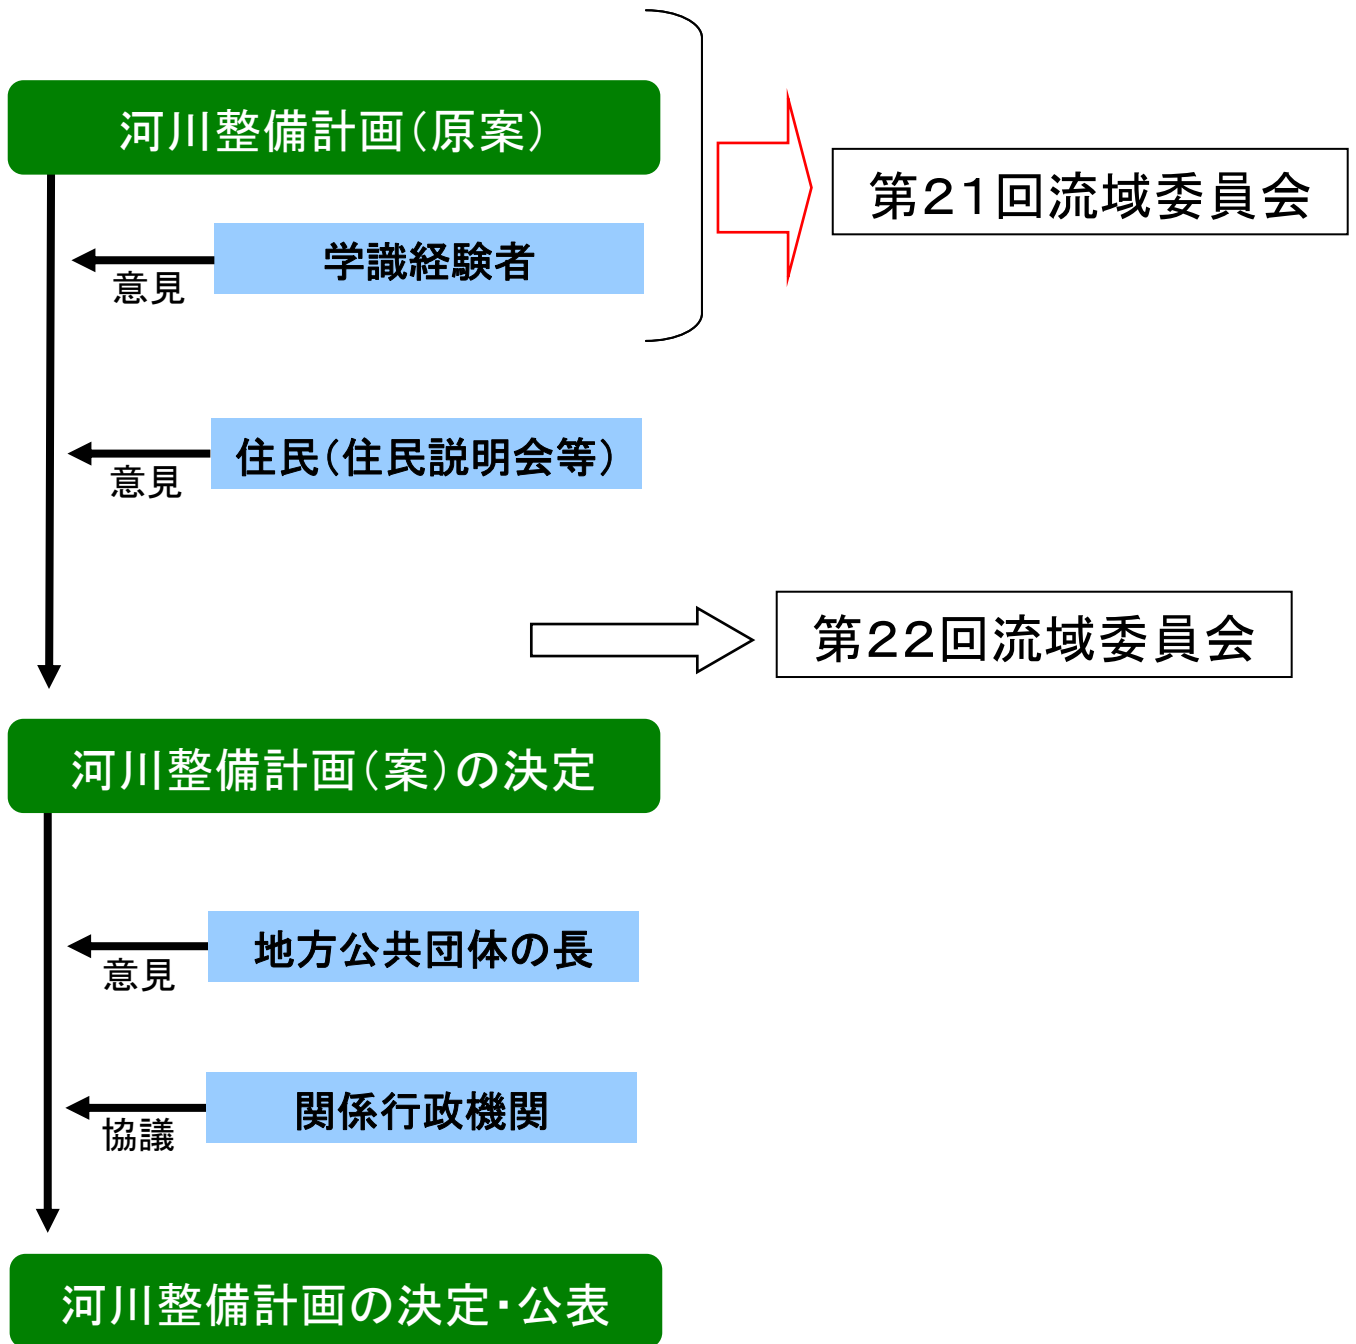 河川整備計画（原案）
第２１回流域委員会
学識経験者
意見
住民（住民説明会等）
意見
第２２回流域委員会
河川整備計画（案）の決定
地方公共団体の長
意見
関係行政機関
協議
河川整備計画の決定・公表